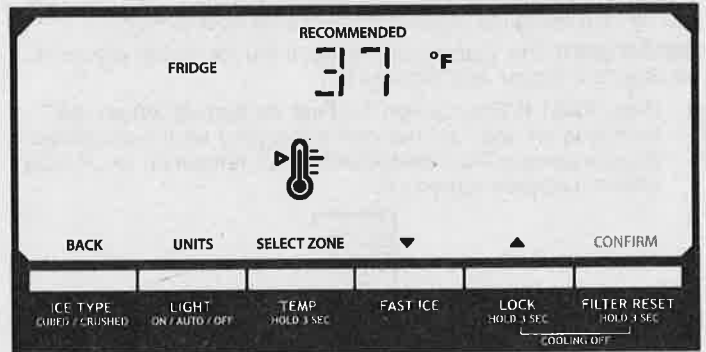 RECOMMENDED
FRIDGE 37 °F
BACK UNITS SELECT ZONE CONFIRM
ICE TYPE LIGHT TEMP FAST ICE LOCK FILTER RESET
CUBED / CRUSHED ON / AUTO / OFF HOLD 3 SEC HOLD 3 SEC HOLD 3 SEC
COOLING OFF